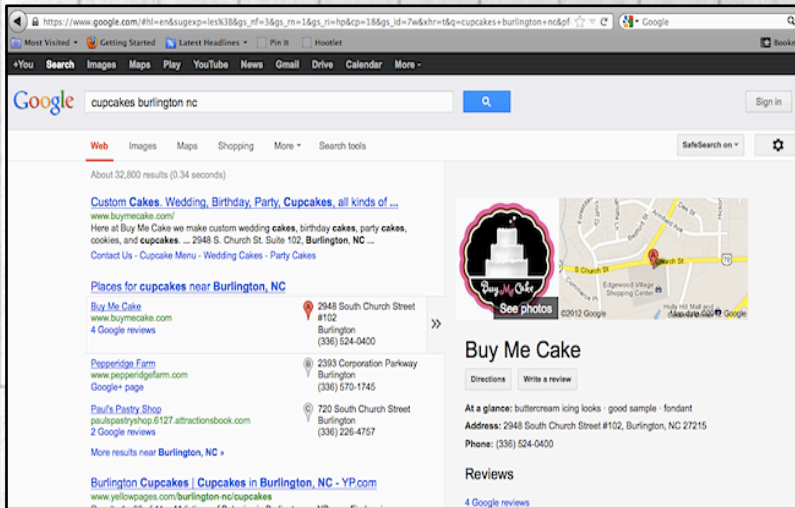 https://www.google.com/#hl=en&sugexp=les%3B&gs_nf=3&gs_rn=1&gs_ri=hp&cp=18&gs_id=7w&xhr=t&q=cupcakes+burlington+nc&pf
Google
Most Visited
Getting Started
Latest Headlines
Pin It
Hootlet
+You Search Images Maps Play YouTube News Gmail Drive Calendar More
Google
cupcakes burlington nc
Sign in
Web Images Maps Shopping More Search tools
SafeSearch on
About 32,800 results (0.34 seconds)
Custom Cakes. Wedding, Birthday, Party, Cupcakes, all kinds of ...
www.buymecake.com/
Here at Buy Me Cake we make custom wedding cakes, birthday cakes, party cakes,
cookies, and cupcakes. ... 2948 S. Church St. Suite 102, Burlington, NC ...
Contact Us - Cupcake Menu - Wedding Cakes - Party Cakes
Places for cupcakes near Burlington, NC
Buy Me Cake
www.buymecake.com
4 Google reviews
A
2948 South Church Street
#102
Burlington
(336) 524-0400
»
Pepperidge Farm
www.pepperidgefarm.com
Google+ page
B
2393 Corporation Parkway
Burlington
(336) 570-1745
Paul's Pastry Shop
paulspastryshop.6127.attractionsbook.com
2 Google reviews
C
720 South Church Street
Burlington
(336) 226-4757
More results near Burlington, NC »
Burlington Cupcakes | Cupcakes in Burlington, NC - YP.com
www.yellowpages.com/burlington-nc/cupcakes
Buy Me Cake
See photos
S Church St
Church St
70
A
Edgewood Village
Shopping Center
Holly Hill Mall and
©2012 Google
Buy Me Cake
Directions
Write a review
At a glance: buttercream icing looks · good sample · fondant
Address: 2948 South Church Street #102, Burlington, NC 27215
Phone: (336) 524-0400
Reviews
4 Google reviews